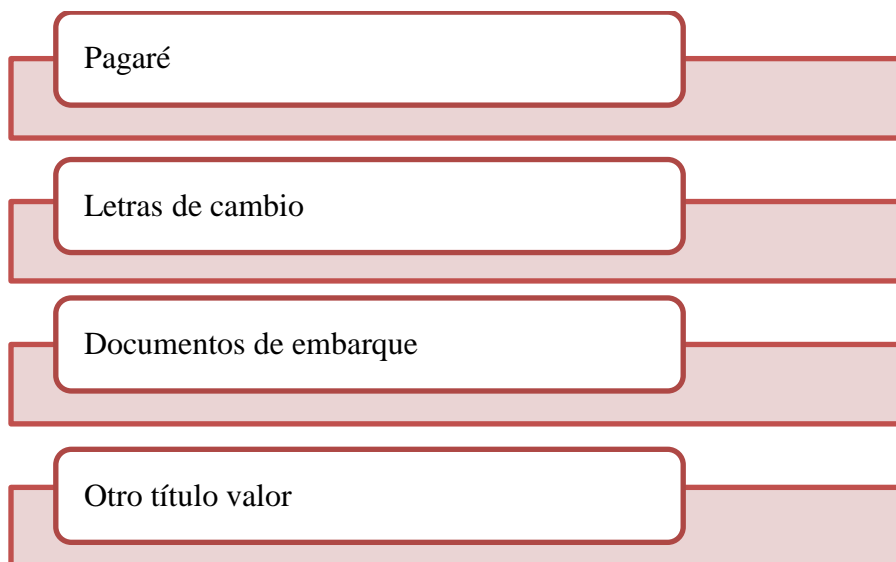 Pagaré
Letras de cambio
Documentos de embarque
Otro título valor